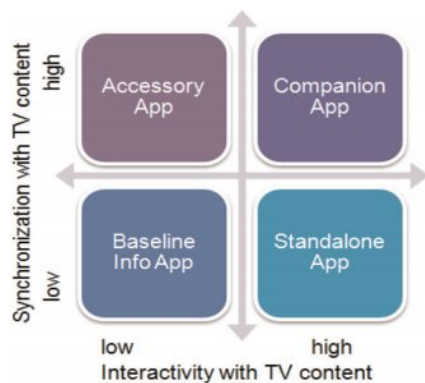 Synchronization with TV content
high
low
Accessory
App
Companion
App
Baseline
Info App
Standalone
App
low
high
Interactivity with TV content